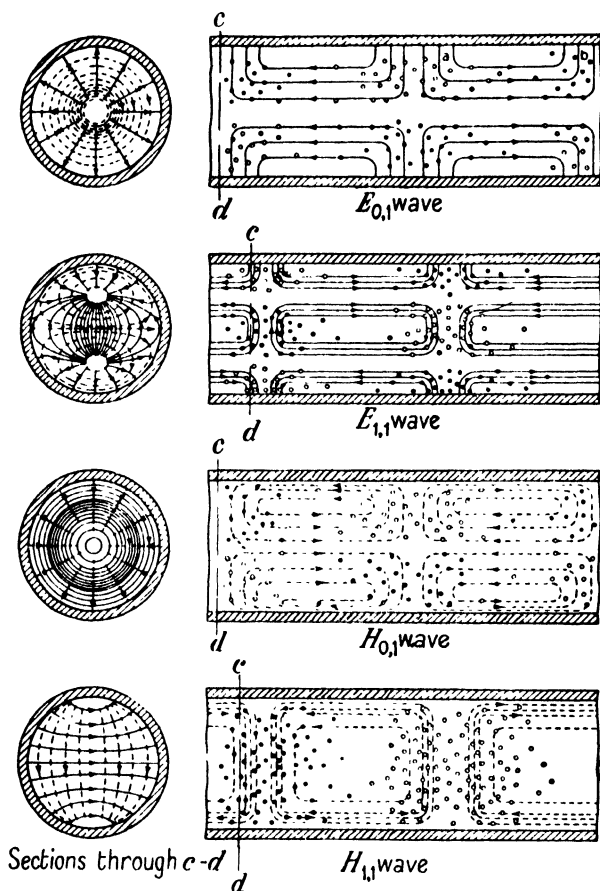 c
a b
d
E0,1 wave
c
d
E1,1 wave
c
d
H0,1 wave
c
Sections through c-d
d
H1,1 wave